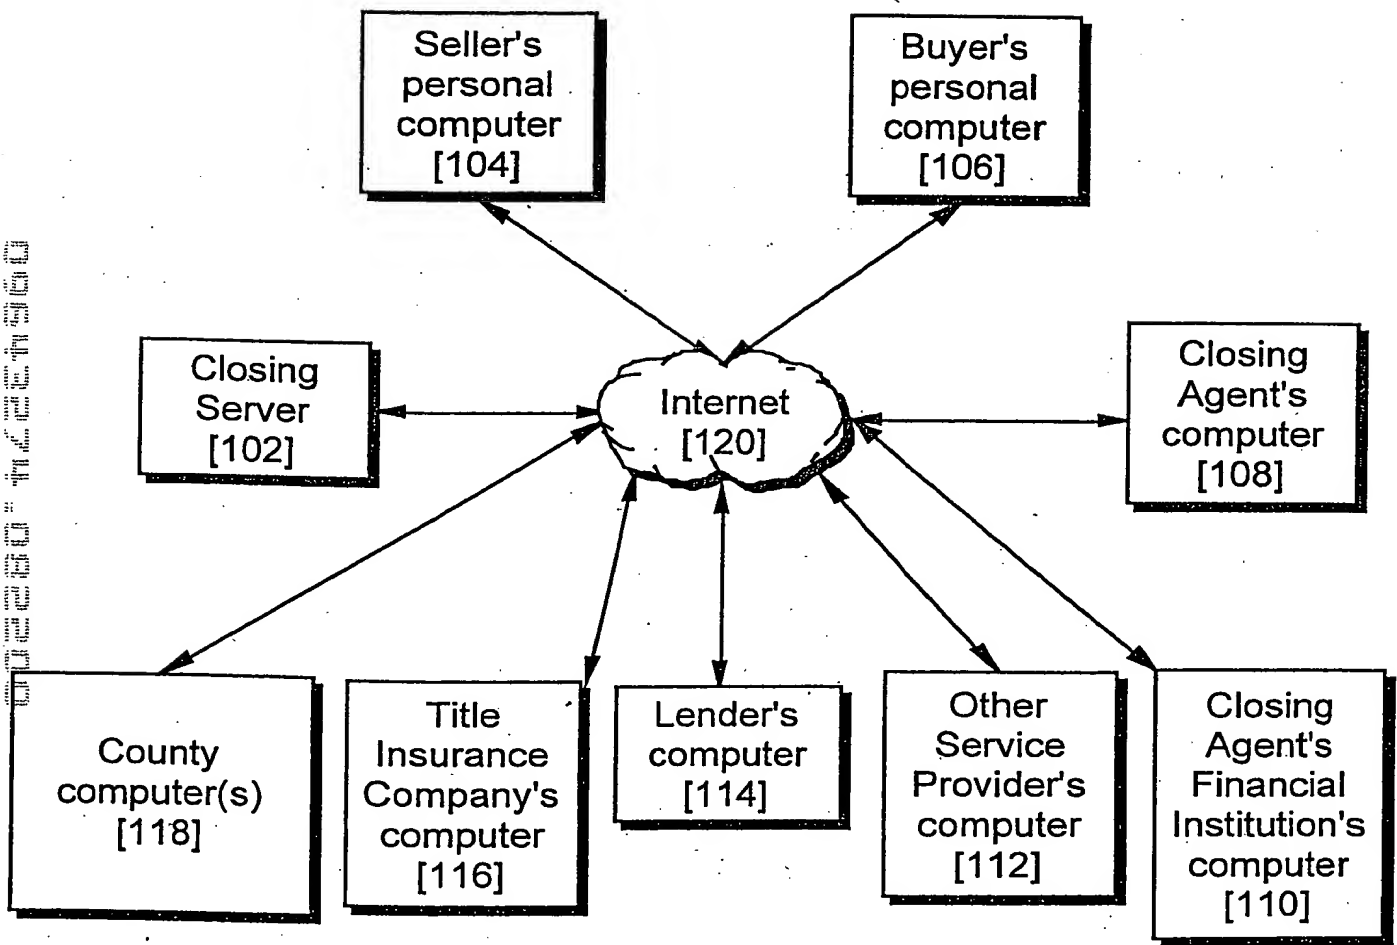 Seller's
personal
computer
[104]
Buyer's
personal
computer
[106]
Closing
Server
[102]
Internet
[120]
Closing
Agent's
computer
[108]
County
computer(s)
[118]
Title
Insurance
Company's
computer
[116]
Lender's
computer
[114]
Other
Service
Provider's
computer
[112]
Closing
Agent's
Financial
Institution's
computer
[110]